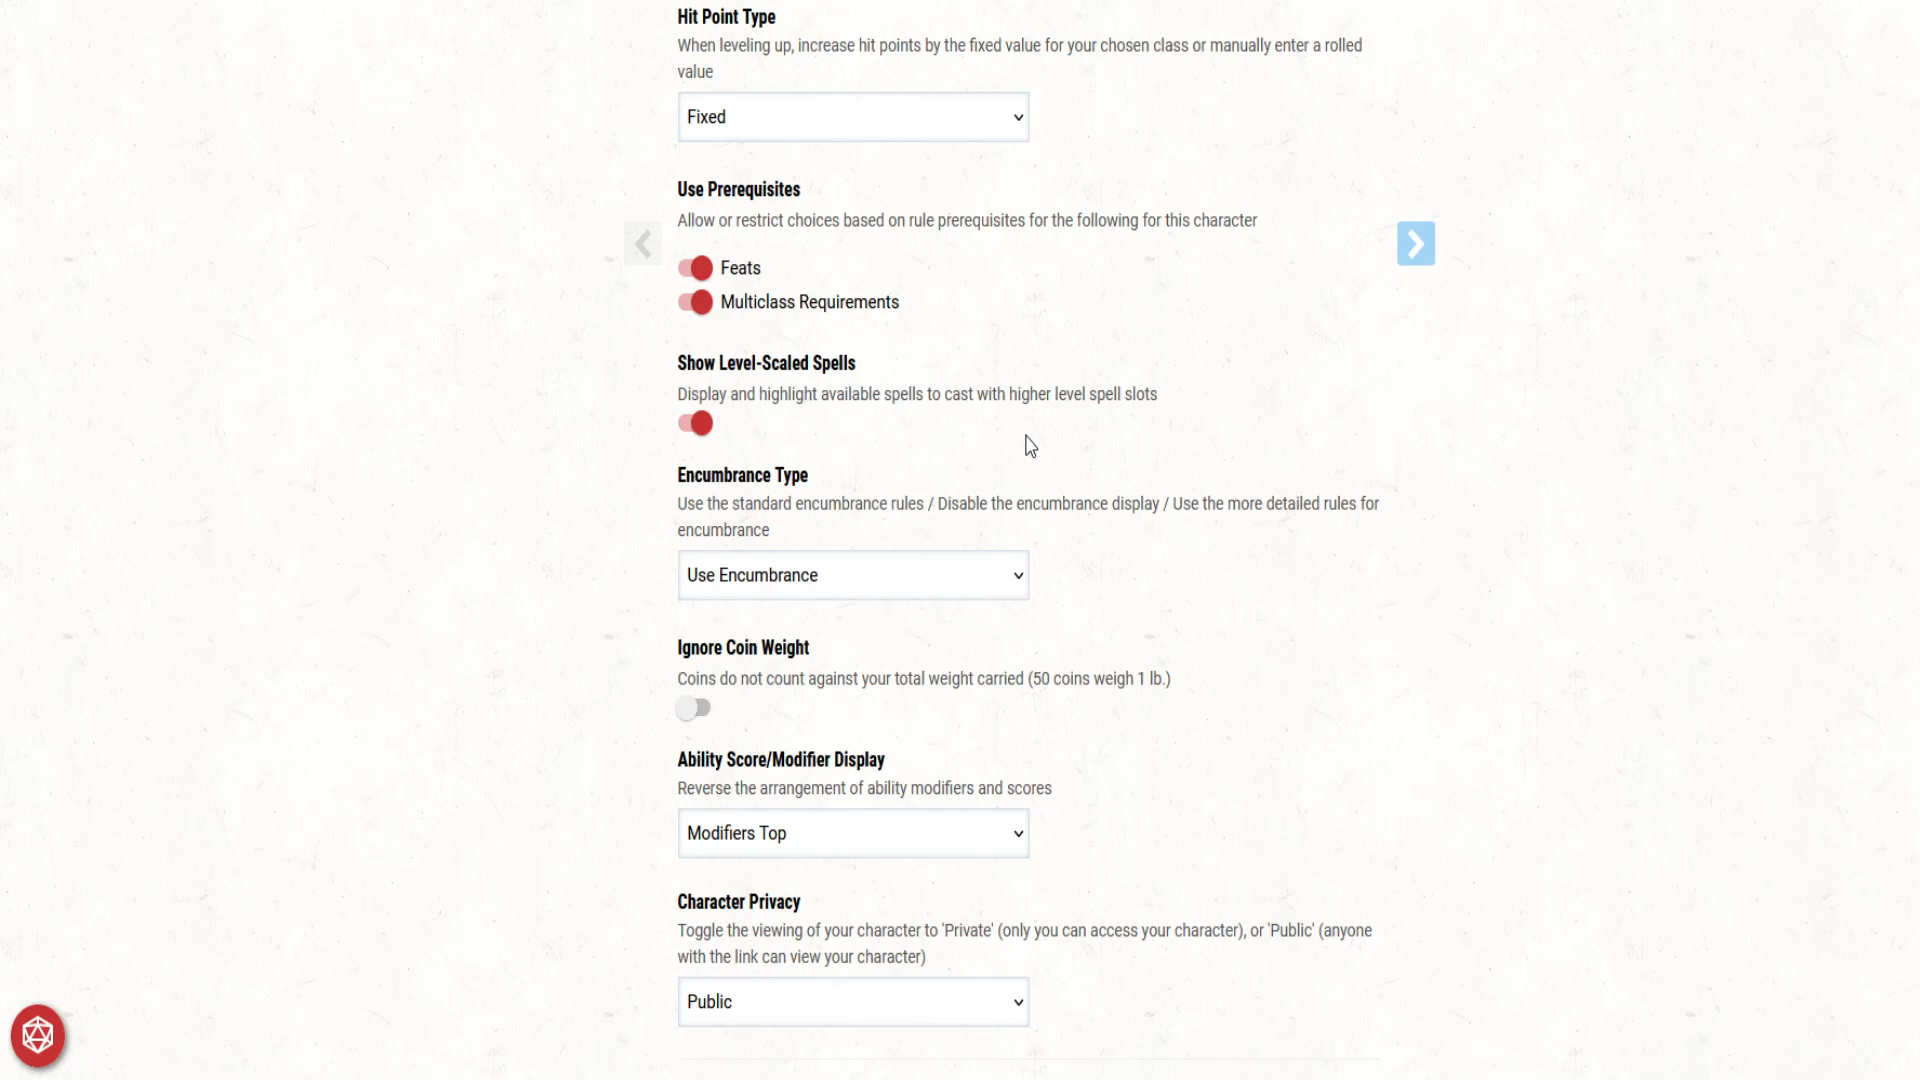 Hit Point Type
When leveling up, increase hit points by the fixed value for your chosen class or manually enter a rolled
value
Fixed
Use Prerequisites
Allow or restrict choices based on rule prerequisites for the following for this character
Feats
Multiclass Requirements
Show Level-Scaled Spells
Display and highlight available spells to cast with higher level spell slots
Encumbrance Type
Use the standard encumbrance rules / Disable the encumbrance display / Use the more detailed rules for
encumbrance
Use Encumbrance
Ignore Coin Weight
Coins do not count against your total weight carried (50 coins weigh 1 lb.)
Ability Score/Modifier Display
Reverse the arrangement of ability modifiers and scores
Modifiers Top
Character Privacy
Toggle the viewing of your character to 'Private' (only you can access your character), or 'Public' (anyone
with the link can view your character)
Public